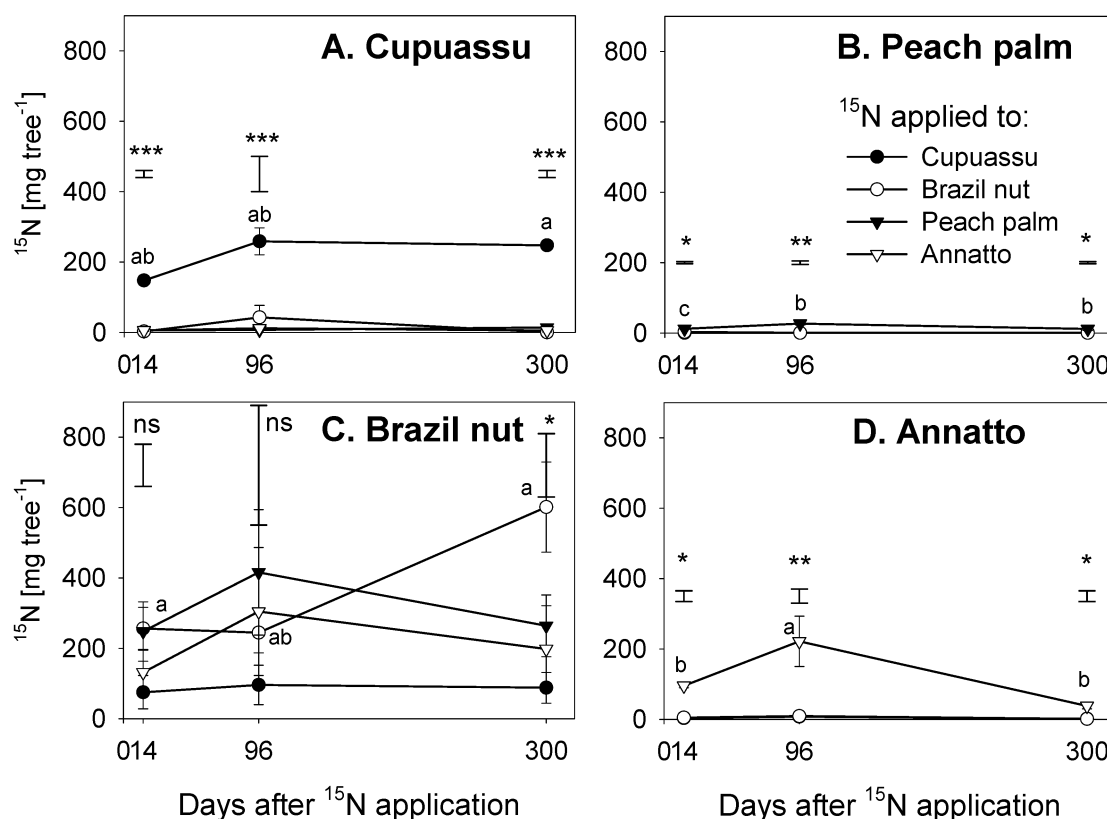 A. Cupuassu
¹⁵N [mg tree⁻¹]
800
600
400
200
0
*** *** ***
ab ab a
014 96 300
B. Peach palm
¹⁵N applied to:
Cupuassu
Brazil nut
Peach palm
Annatto
800
600
400
200
0
* ** *
c b b
014 96 300
C. Brazil nut
¹⁵N [mg tree⁻¹]
800
600
400
200
0
ns ns *
a ab a
014 96 300
Days after ¹⁵N application
D. Annatto
800
600
400
200
0
* ** *
b a b
014 96 300
Days after ¹⁵N application